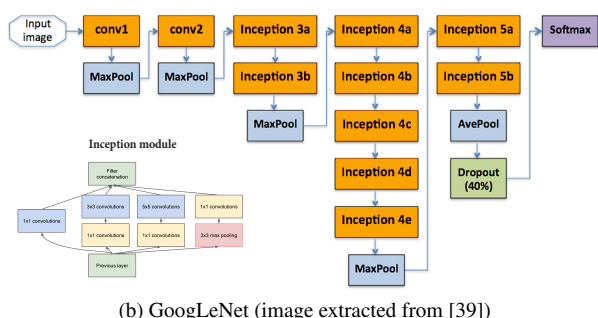 Input
image
conv1
MaxPool
conv2
MaxPool
Inception 3a
Inception 3b
MaxPool
Inception 4a
Inception 4b
Inception 4c
Inception 4d
Inception 4e
MaxPool
Inception 5a
Inception 5b
AvePool
Dropout
(40%)
Softmax
Inception module
Filter
concatenation
1x1 convolutions
3x3 convolutions
5x5 convolutions
1x1 convolutions
1x1 convolutions
1x1 convolutions
3x3 max pooling
Previous layer
(b) GoogLeNet (image extracted from [39])